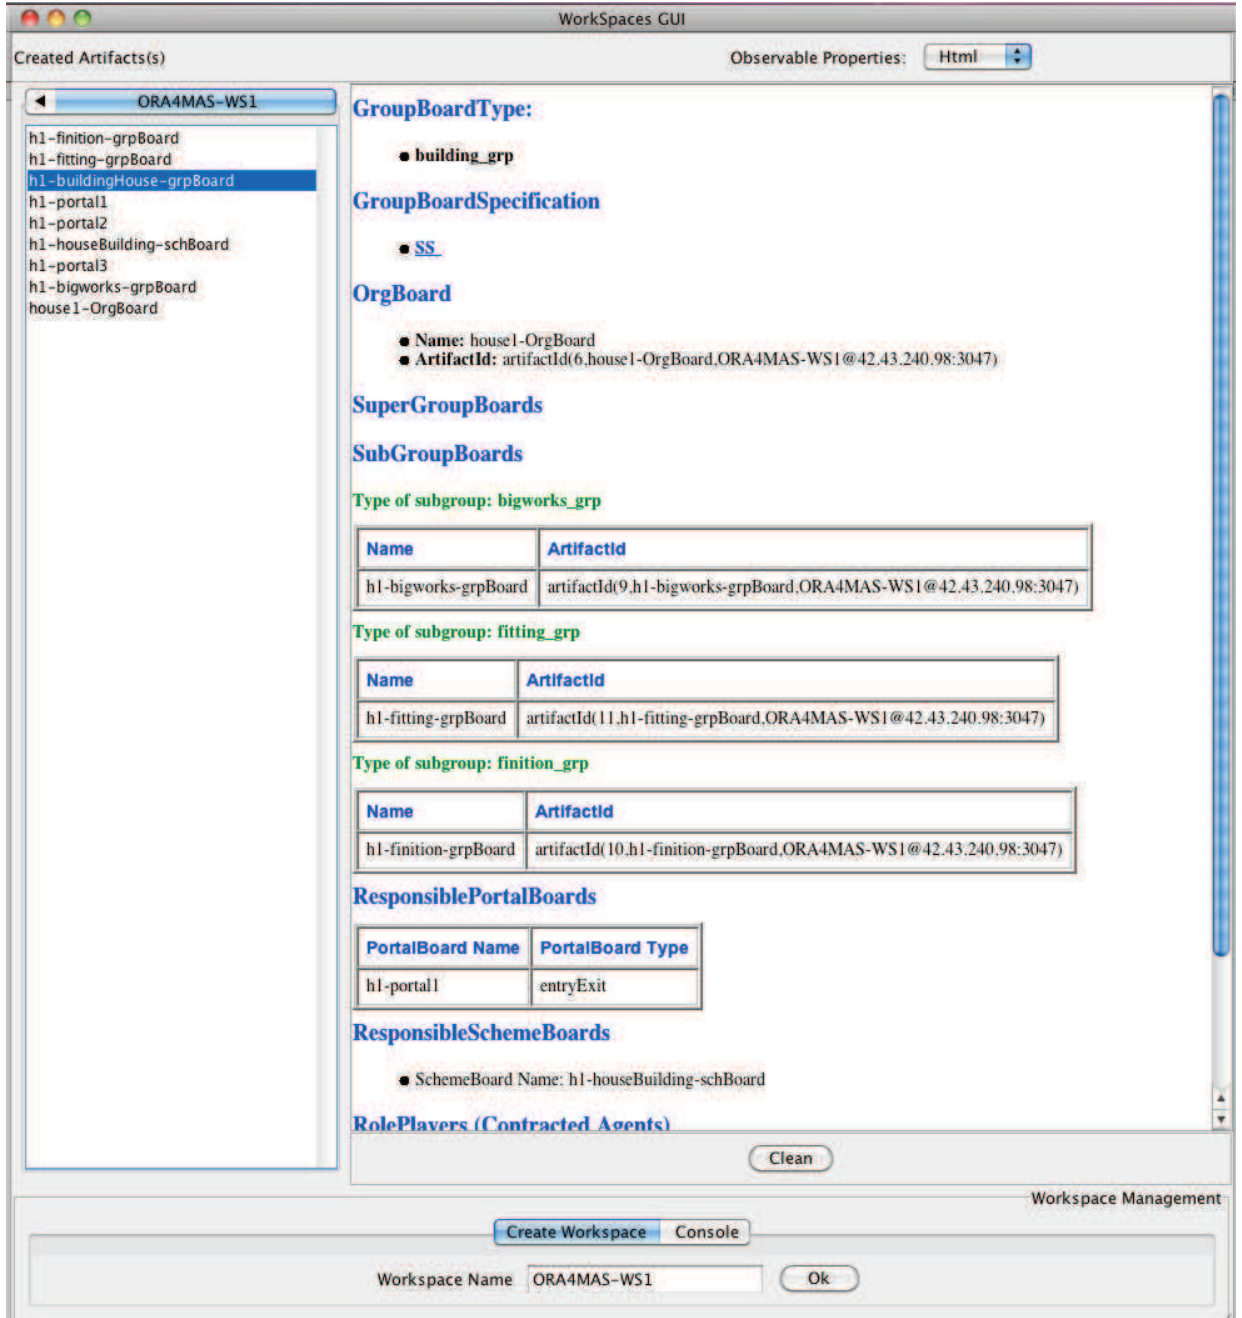 WorkSpaces GUI
Created Artifacts(s)
Observable Properties: Html
ORA4MAS-WS1
h1-finition-grpBoard
h1-fitting-grpBoard
h1-buildingHouse-grpBoard
h1-portal1
h1-portal2
h1-houseBuilding-schBoard
h1-portal3
h1-bigworks-grpBoard
house1-OrgBoard
GroupBoardType:
building_grp
GroupBoardSpecification
SS_
OrgBoard
Name: house1-OrgBoard
ArtifactId: artifactId(6,house1-OrgBoard,ORA4MAS-WS1@42.43.240.98:3047)
SuperGroupBoards
SubGroupBoards
Type of subgroup: bigworks_grp
Name ArtifactId
h1-bigworks-grpBoard artifactId(9,h1-bigworks-grpBoard,ORA4MAS-WS1@42.43.240.98:3047)
Type of subgroup: fitting_grp
Name ArtifactId
h1-fitting-grpBoard artifactId(11,h1-fitting-grpBoard,ORA4MAS-WS1@42.43.240.98:3047)
Type of subgroup: finition_grp
Name ArtifactId
h1-finition-grpBoard artifactId(10,h1-finition-grpBoard,ORA4MAS-WS1@42.43.240.98:3047)
ResponsiblePortalBoards
PortalBoard Name PortalBoard Type
h1-portal1 entryExit
ResponsibleSchemeBoards
SchemeBoard Name: h1-houseBuilding-schBoard
RolePlayers (Contracted Agents)
Clean
Workspace Management
Create Workspace Console
Workspace Name ORA4MAS-WS1 Ok